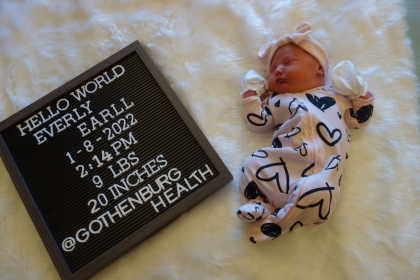 HELLO WORLD
EVERLY
EARLL
1-8-2022
2:14 PM
9 LBS
20 INCHES
@GOTHENBURG
HEALTH